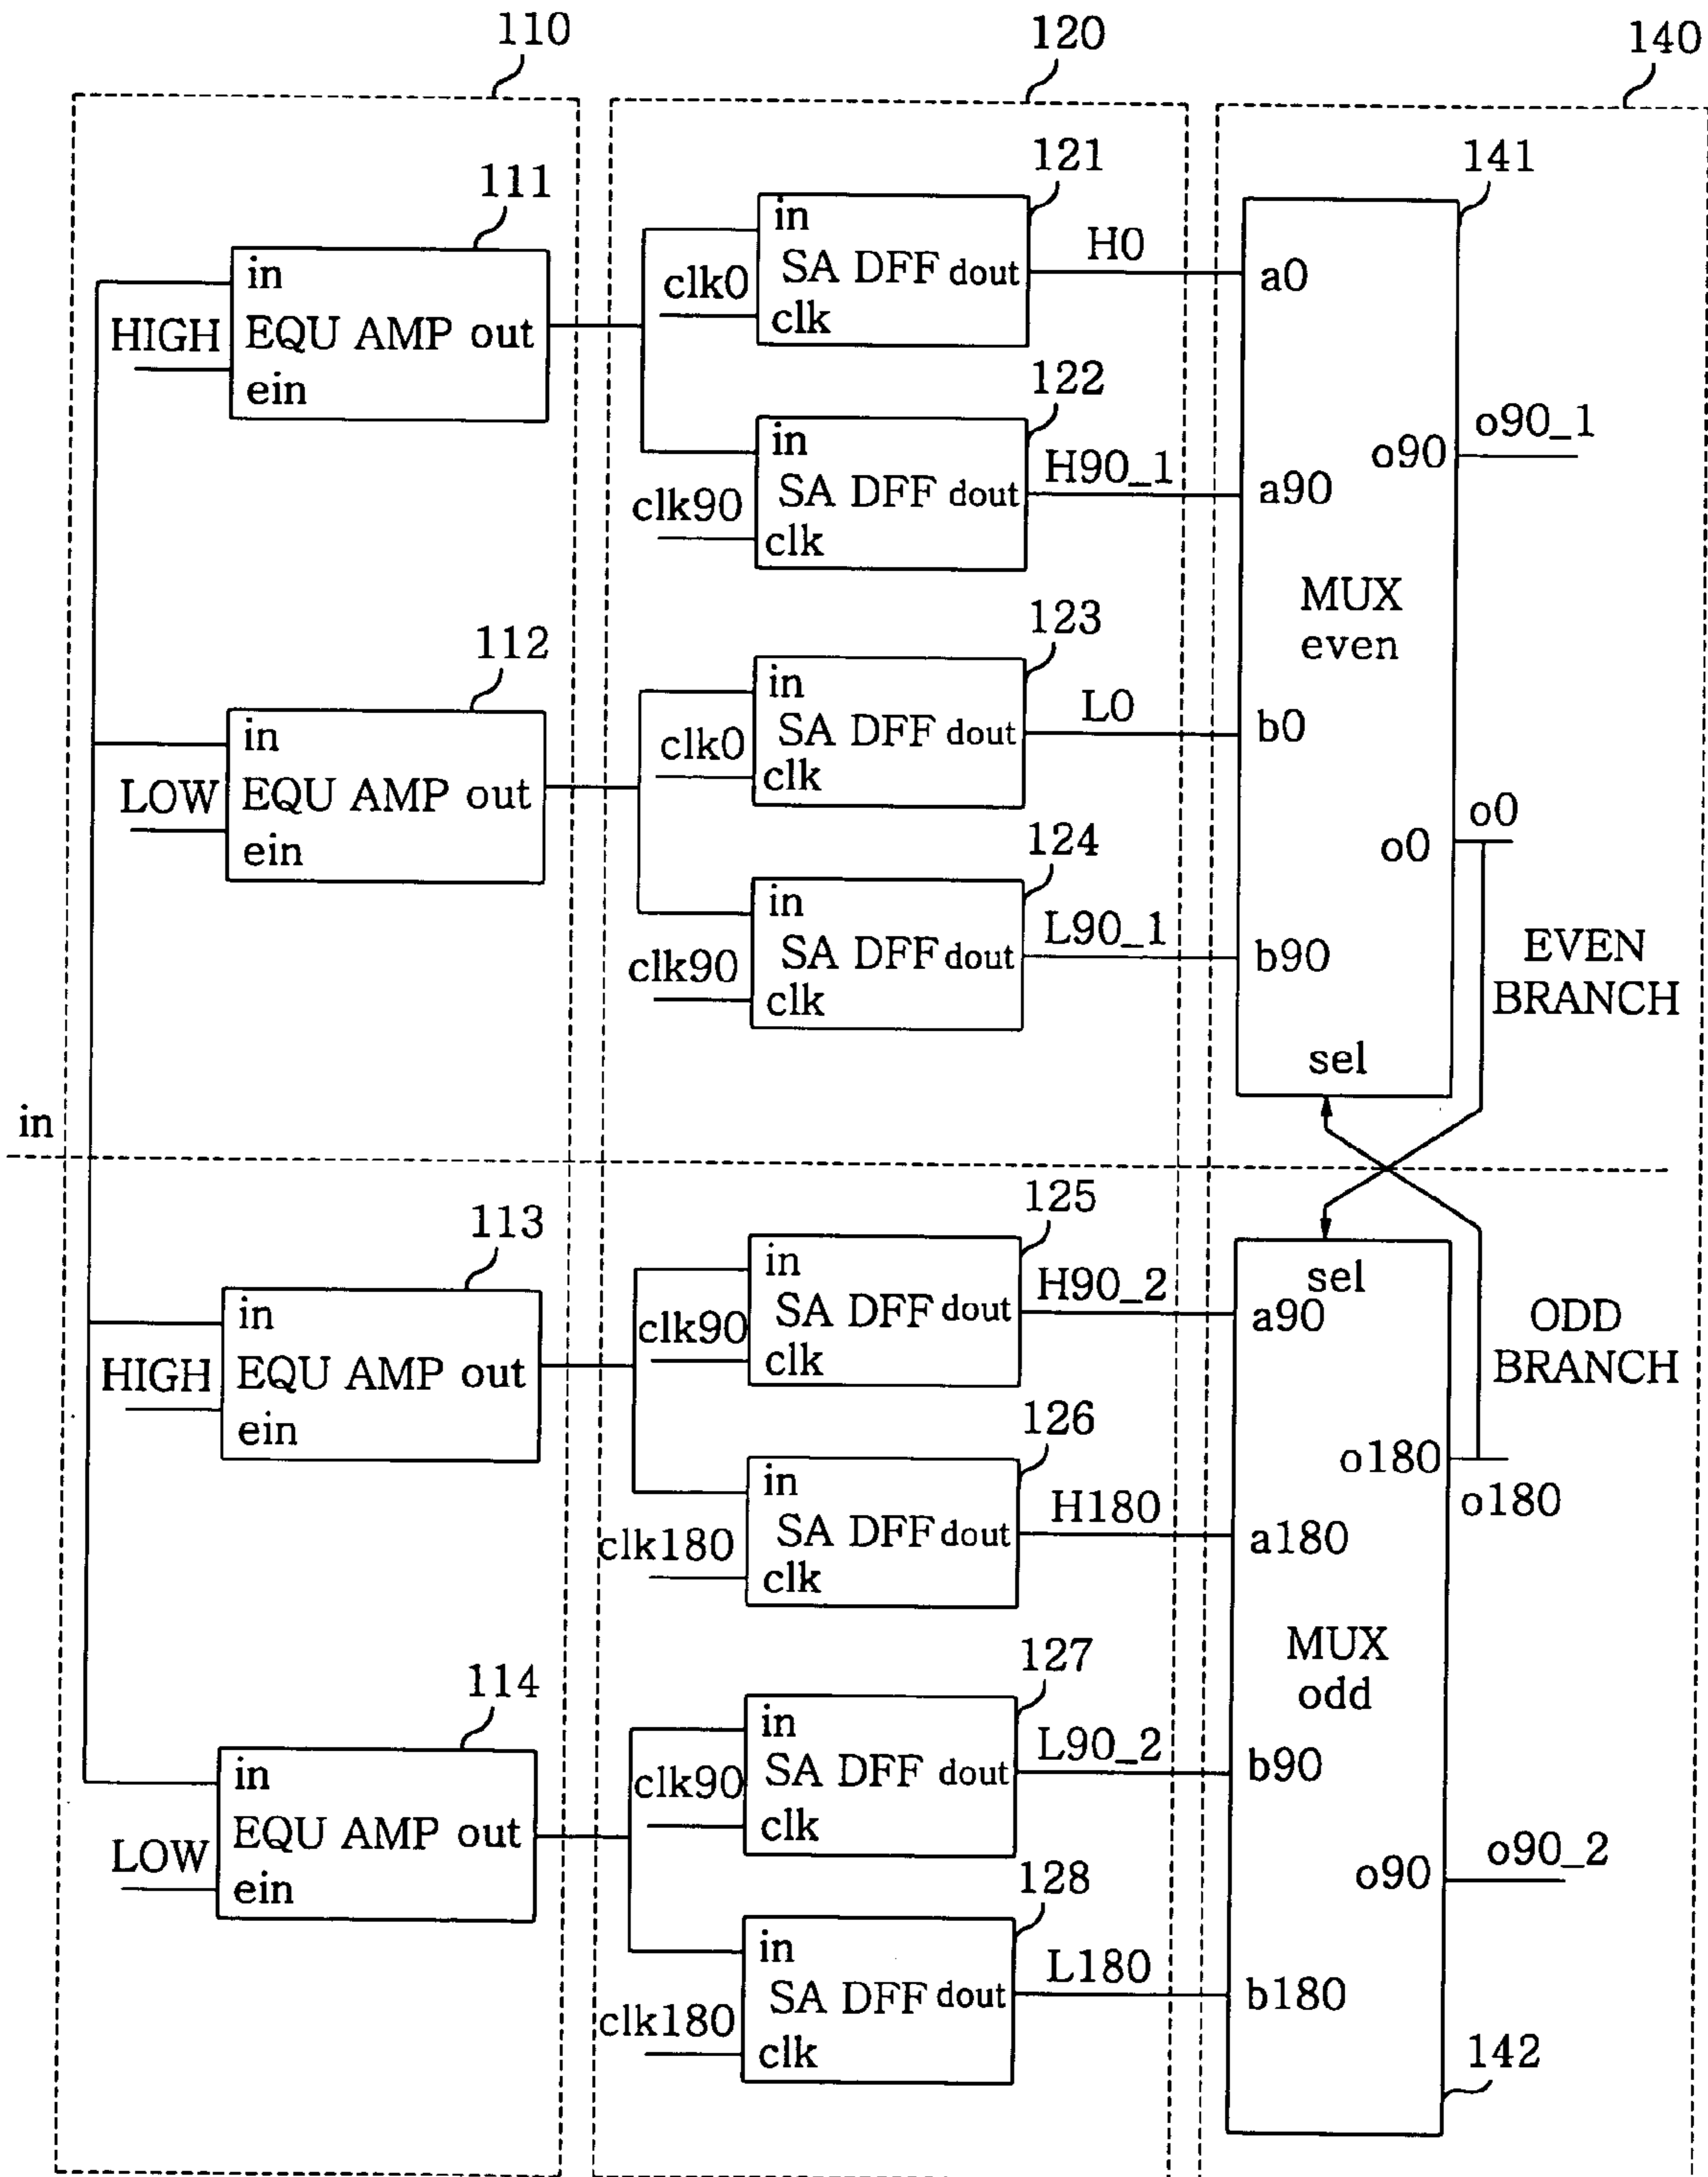 110
120
140
111
in
HIGH
EQU AMP out
ein
121
in
clk0
SA DFF dout
clk
H0
122
in
clk90
SA DFF dout
clk
H90_1
112
in
LOW
EQU AMP out
ein
123
in
clk0
SA DFF dout
clk
L0
124
in
clk90
SA DFF dout
clk
L90_1
141
a0
a90
o90
o90_1
MUX
even
b0
o0
o0
b90
sel
EVEN
BRANCH
in
113
in
HIGH
EQU AMP out
ein
125
in
clk90
SA DFF dout
clk
H90_2
126
in
clk180
SA DFF dout
clk
H180
114
in
LOW
EQU AMP out
ein
127
in
clk90
SA DFF dout
clk
L90_2
128
in
clk180
SA DFF dout
clk
L180
sel
a90
ODD
BRANCH
o180
o180
a180
MUX
odd
b90
o90
o90_2
b180
142